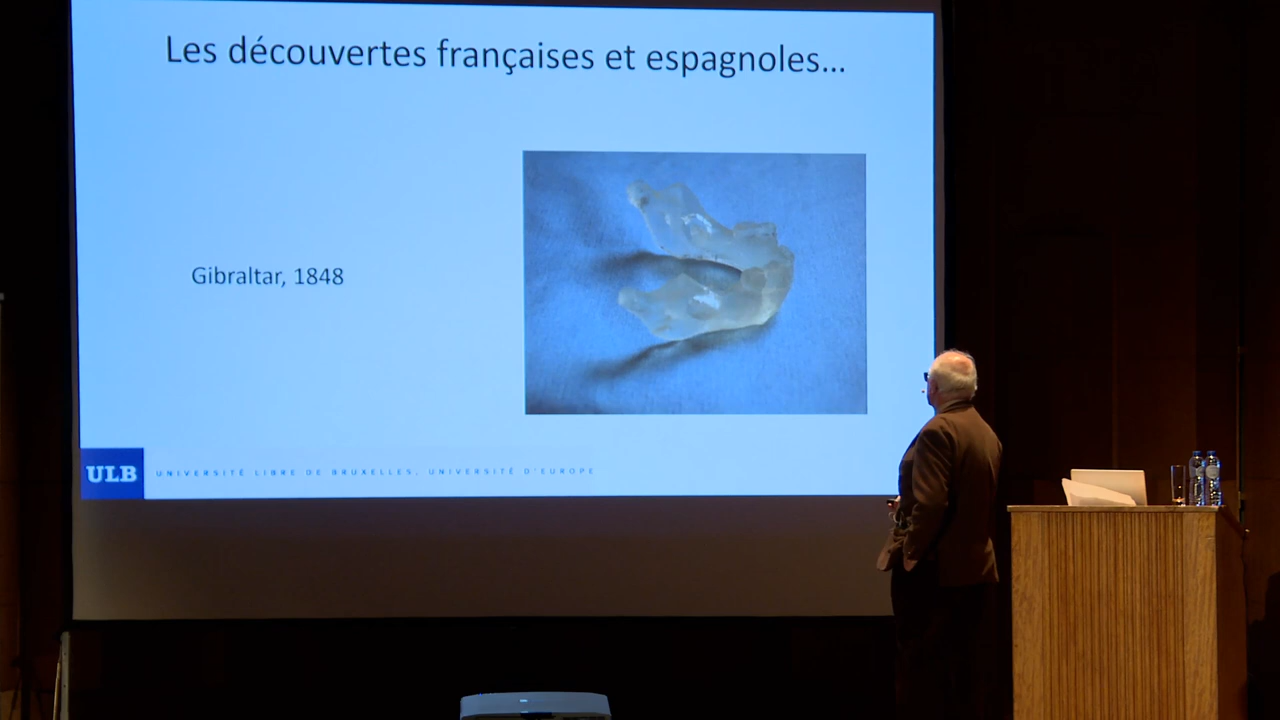 Les découvertes françaises et espagnoles...
Gibraltar, 1848
ULB
UNIVERSITÉ LIBRE DE BRUXELLES, UNIVERSITÉ D'EUROPE